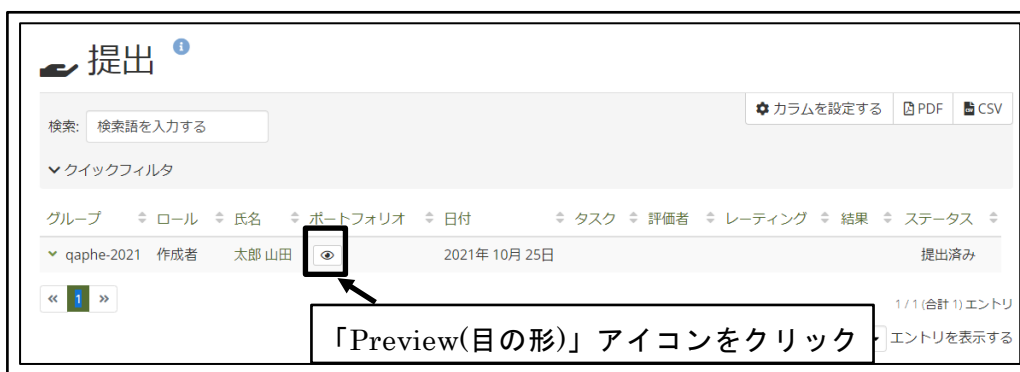 提出
カラムを設定する PDF CSV
検索: 検索語を入力する
クイックフィルタ
グループ ロール 氏名 ポートフォリオ 日付 タスク 評価者 レーティング 結果 ステータス
qaphe-2021 作成者 太郎 山田 2021年 10月 25日 提出済み
« 1 »
1 / 1 (合計 1) エントリ
「Preview(目の形)」アイコンをクリック
エントリを表示する